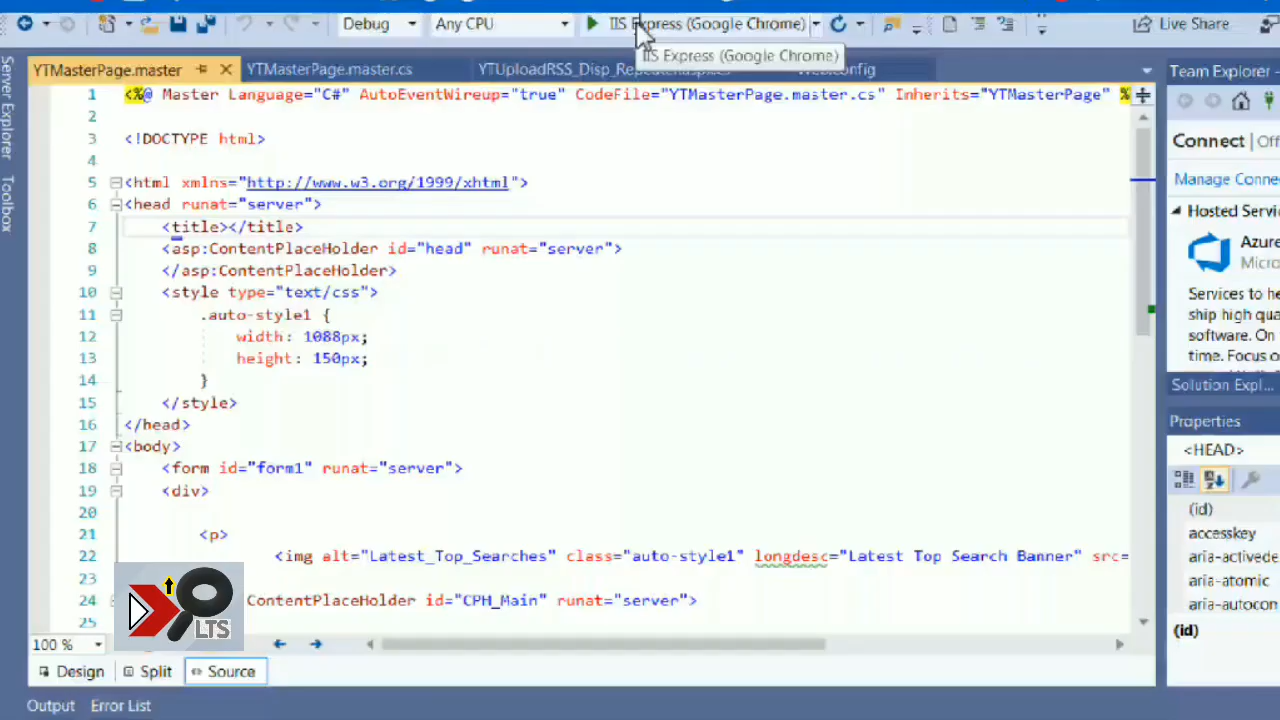 Debug Any CPU IIS Express (Google Chrome) Live Share
IIS Express (Google Chrome)
YTMasterPage.master YTMasterPage.master.cs
Team Explorer
Server Explorer
Toolbox
1 <%@ Master Language="C#" AutoEventWireup="true" CodeFile="YTMasterPage.master.cs" Inherits="YTMasterPage" %
2
3 <!DOCTYPE html>
4
5 <html xmlns="http://www.w3.org/1999/xhtml">
6 <head runat="server">
7 <title></title>
8 <asp:ContentPlaceHolder id="head" runat="server">
9 </asp:ContentPlaceHolder>
10 <style type="text/css">
11 .auto-style1 {
12 width: 1088px;
13 height: 150px;
14 }
15 </style>
16 </head>
17 <body>
18 <form id="form1" runat="server">
19 <div>
20
21 <p>
22 <img alt="Latest_Top_Searches" class="auto-style1" longdesc="Latest Top Search Banner" src=
23
24 ContentPlaceHolder id="CPH_Main" runat="server">
25
LTS
100 %
Design Split Source
Output Error List
Connect | Off
Manage Conne
Hosted Servi
Azure
Micro
Services to he
ship high qua
software. On
time. Focus o
Solution Expl...
Properties
<HEAD>
(id)
accesskey
aria-activede
aria-atomic
aria-autocon
(id)